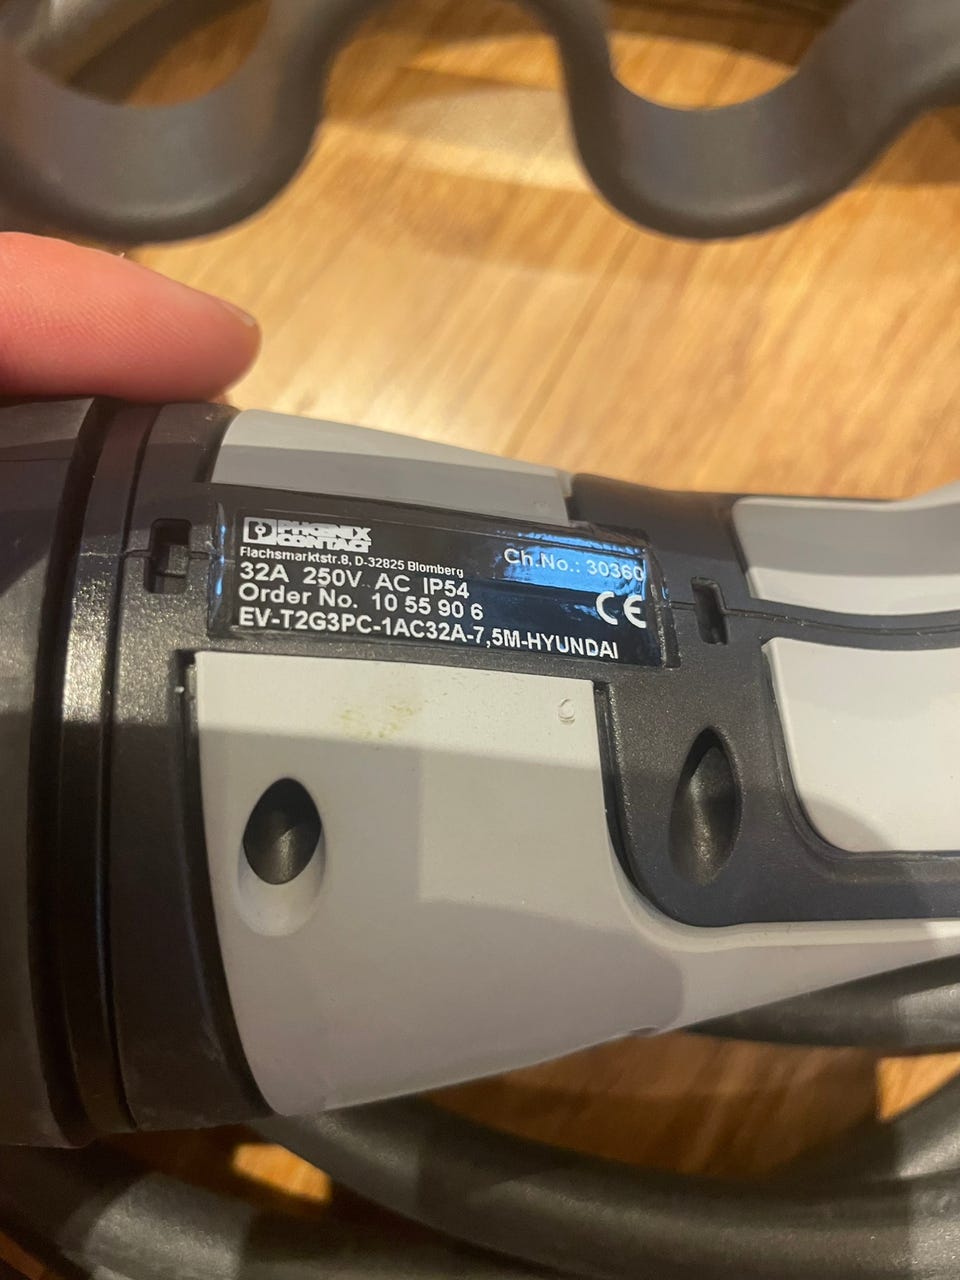 PHOENIX
CONTACT
Flachsmarktstr.8, D-32825 Blomberg
Ch.No.: 30360
32A 250V AC IP54
Order No. 10 55 90 6
CE
EV-T2G3PC-1AC32A-7,5M-HYUNDAI